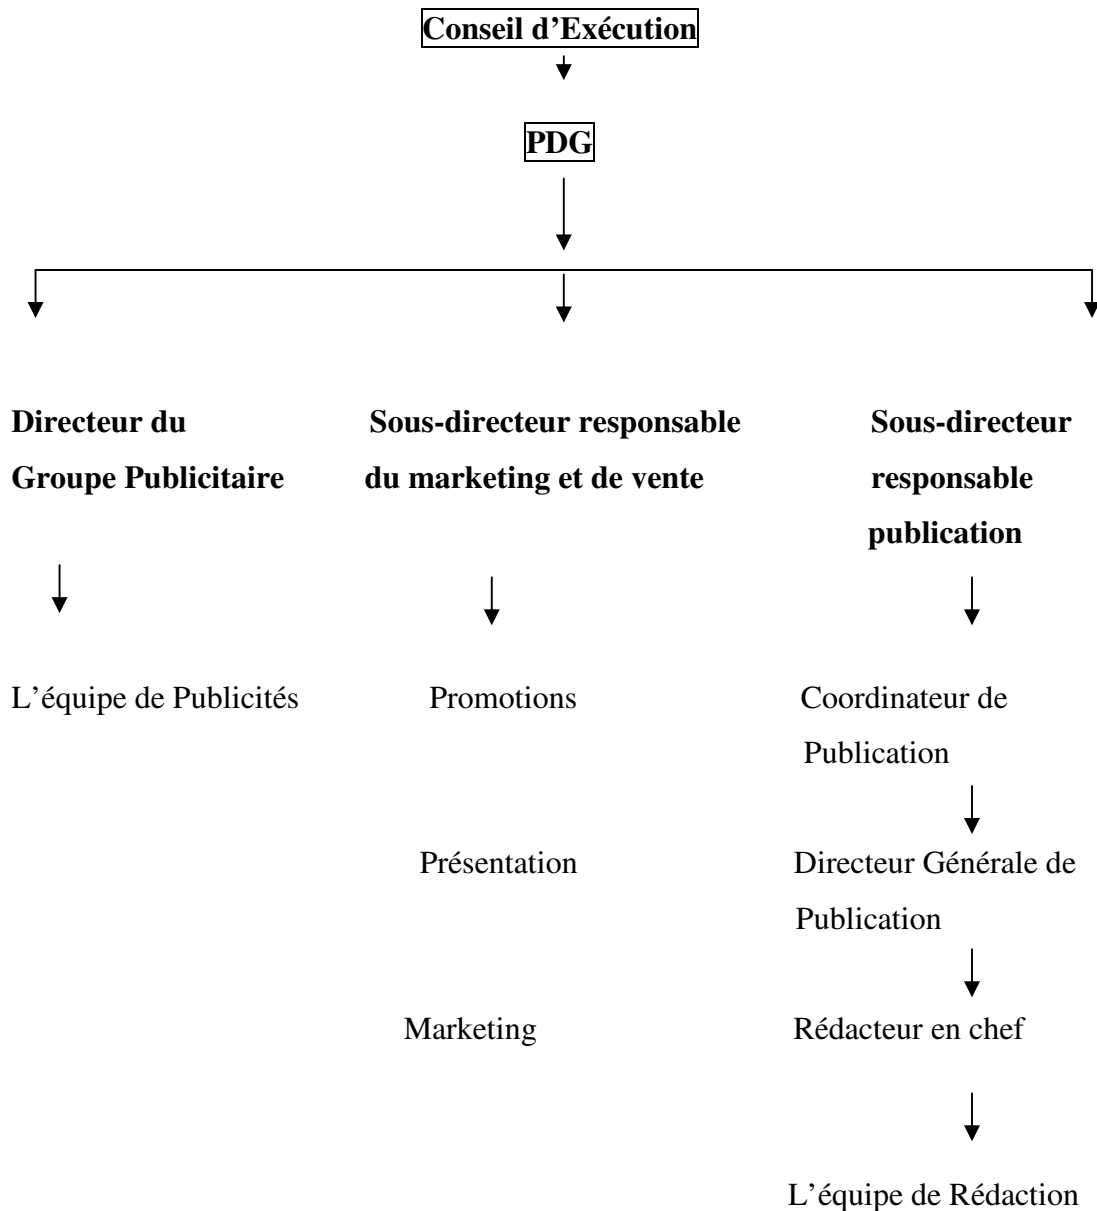 Conseil d’Exécution
PDG
Directeur du
Groupe Publicitaire
Sous-directeur responsable
du marketing et de vente
Sous-directeur
responsable
publication
L’équipe de Publicités
Promotions
Présentation
Marketing
Coordinateur de
Publication
Directeur Générale de
Publication
Rédacteur en chef
L’équipe de Rédaction